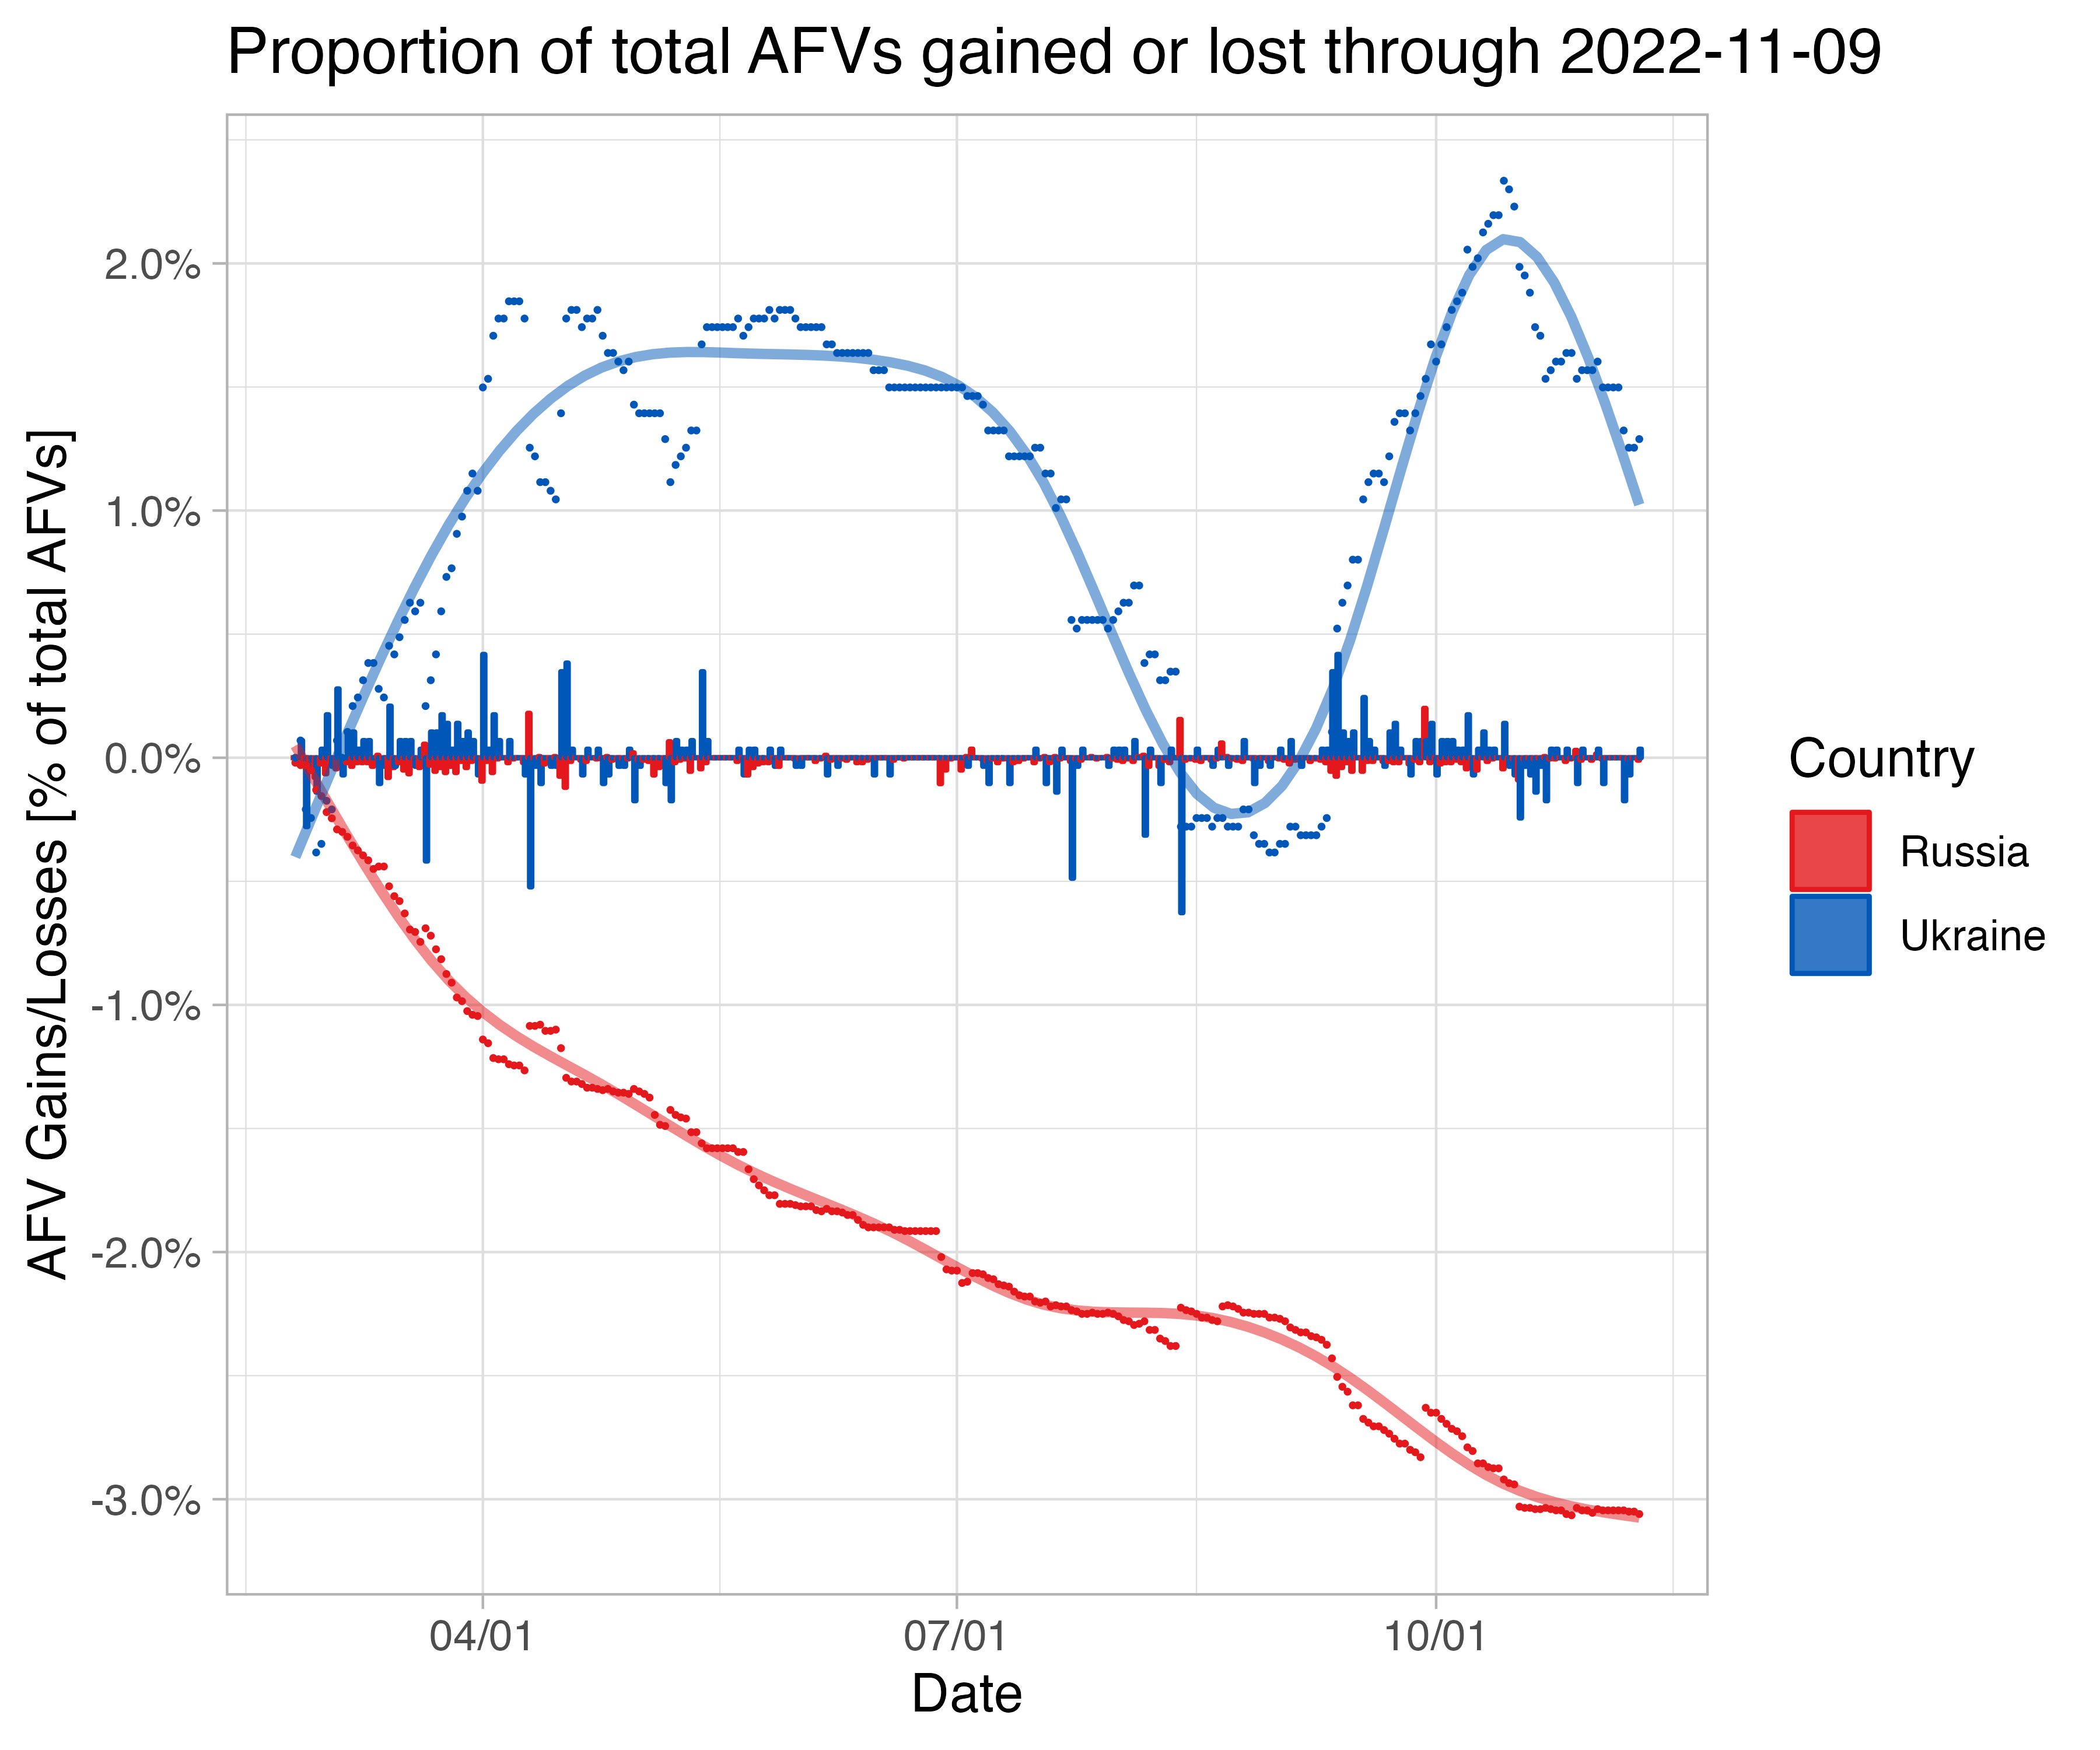 Proportion of total AFVs gained or lost through 2022-11-09
AFV Gains/Losses [% of total AFVs]
2.0%
1.0%
0.0%
-1.0%
-2.0%
-3.0%
04/01
07/01
10/01
Date
Country
Russia
Ukraine